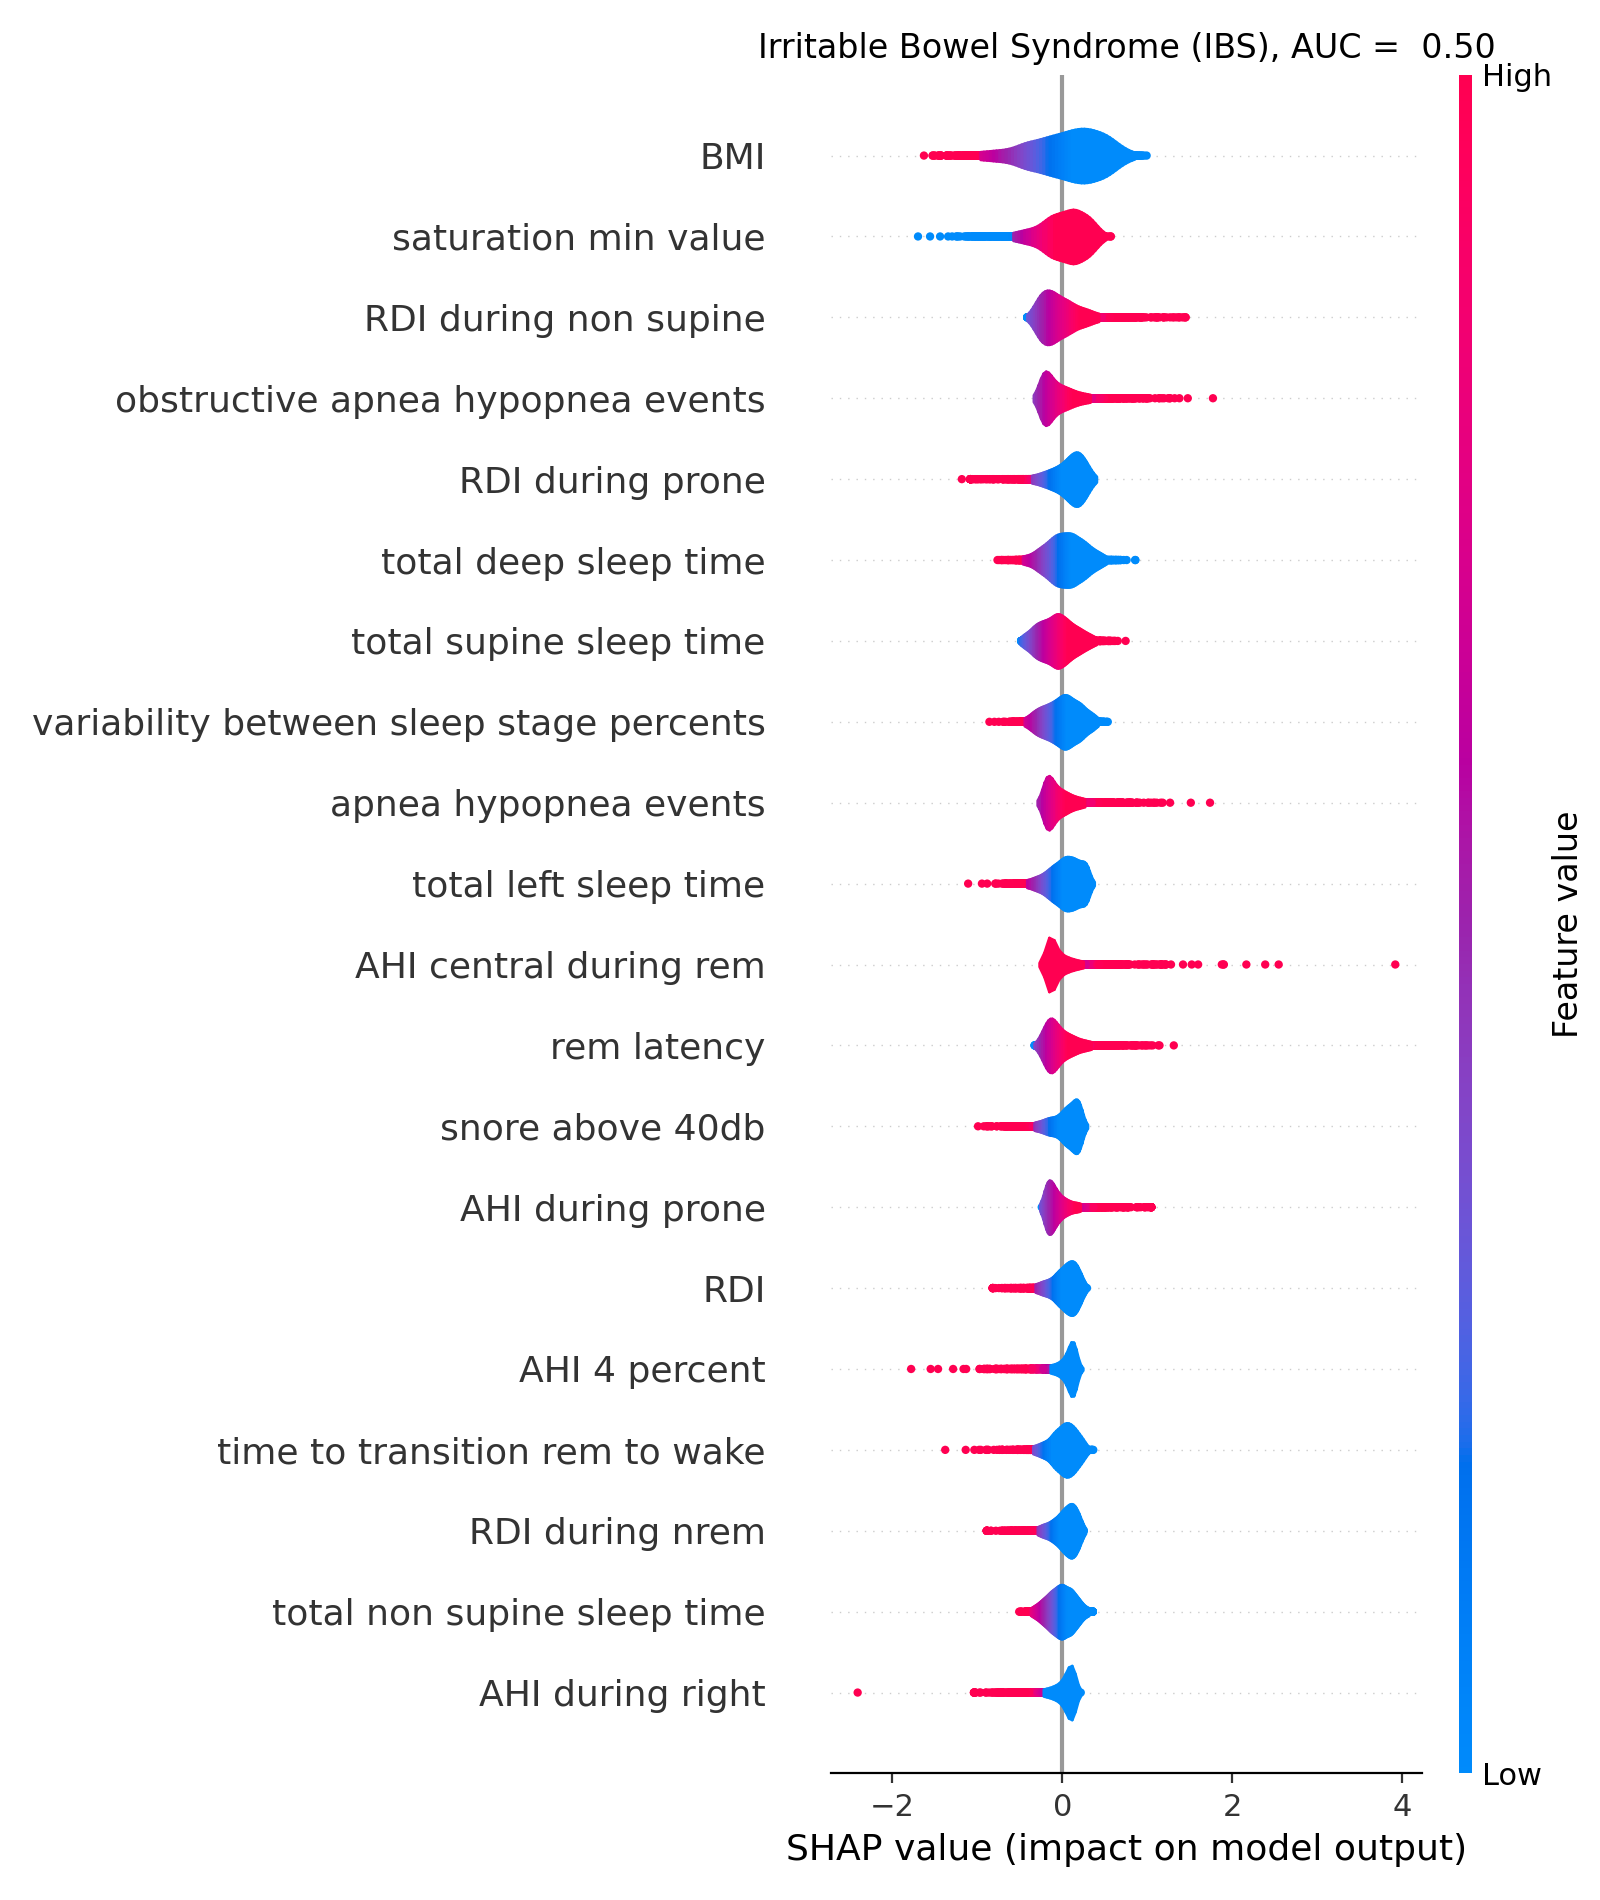 Irritable Bowel Syndrome (IBS), AUC =  0.50
High
BMI
saturation min value
RDI during non supine
obstructive apnea hypopnea events
RDI during prone
total deep sleep time
total supine sleep time
variability between sleep stage percents
apnea hypopnea events
total left sleep time
AHI central during rem
rem latency
snore above 40db
AHI during prone
RDI
AHI 4 percent
time to transition rem to wake
RDI during nrem
total non supine sleep time
AHI during right
Feature value
Low
−2 0 2 4
SHAP value (impact on model output)